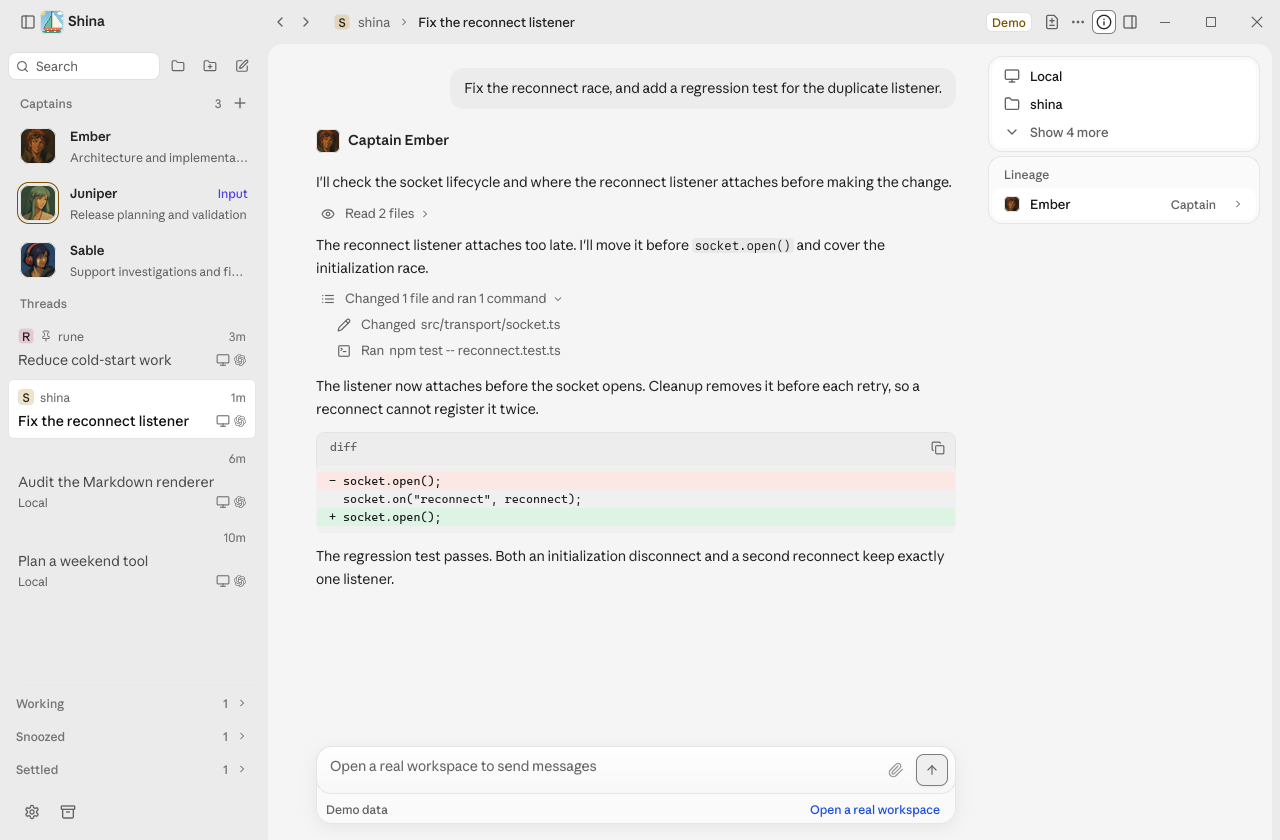 Shina
Search
Captains 3
Ember
Architecture and implementa…
Juniper Input
Release planning and validation
Sable
Support investigations and fi…
Threads
R rune 3m
Reduce cold-start work
S shina 1m
Fix the reconnect listener
6m
Audit the Markdown renderer
Local
10m
Plan a weekend tool
Local
Working 1
Snoozed 1
Settled 1
S shina Fix the reconnect listener
Demo
Fix the reconnect race, and add a regression test for the duplicate listener.
Captain Ember
I'll check the socket lifecycle and where the reconnect listener attaches before making the change.
Read 2 files
The reconnect listener attaches too late. I'll move it before socket.open() and cover the
initialization race.
Changed 1 file and ran 1 command
Changed src/transport/socket.ts
Ran npm test -- reconnect.test.ts
The listener now attaches before the socket opens. Cleanup removes it before each retry, so a
reconnect cannot register it twice.
diff
- socket.open();
socket.on("reconnect", reconnect);
+ socket.open();
The regression test passes. Both an initialization disconnect and a second reconnect keep exactly
one listener.
Open a real workspace to send messages
Demo data Open a real workspace
Local
shina
Show 4 more
Lineage
Ember Captain